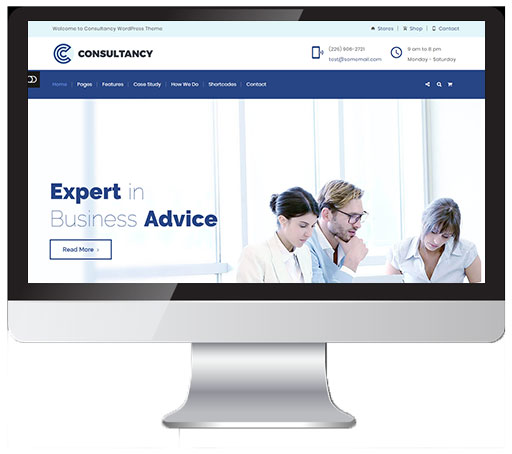 Welcome to Consultancy WordPress Theme
Stores | Shop | Contact
CONSULTANCY
(225) 908-2721
test@somemail.com
9 am to 8 pm
Monday - Saturday
Home Pages Features Case Study How We Do Shortcodes Contact
Expert in
Business Advice
Read More ›